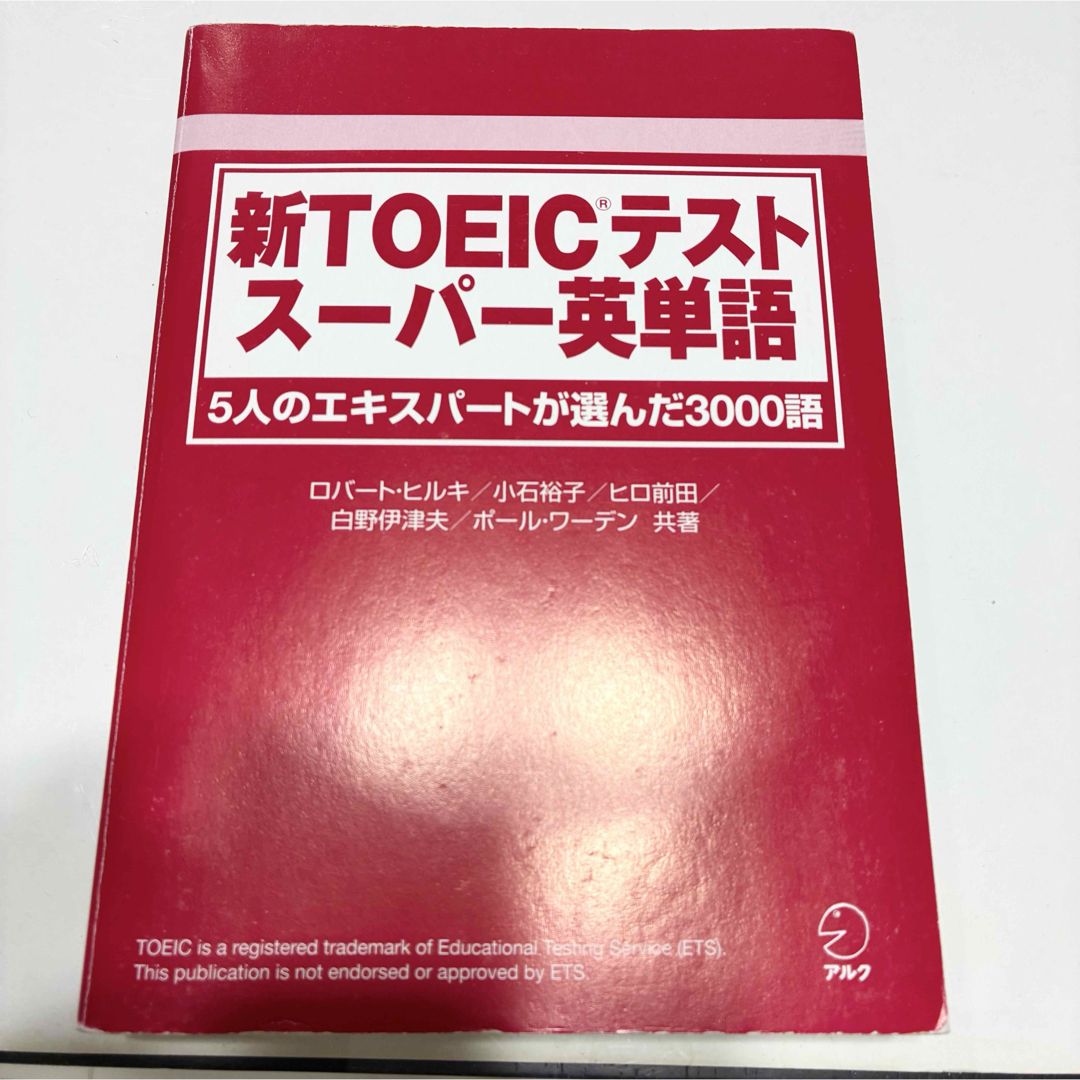 新TOEIC®テスト
スーパー英単語
5人のエキスパートが選んだ3000語
ロバート・ヒルキ／小石裕子／ヒロ前田／
白野伊津夫／ポール・ワーデン 共著
TOEIC is a registered trademark of Educational Testing Service (ETS).
This publication is not endorsed or approved by ETS.
アルク